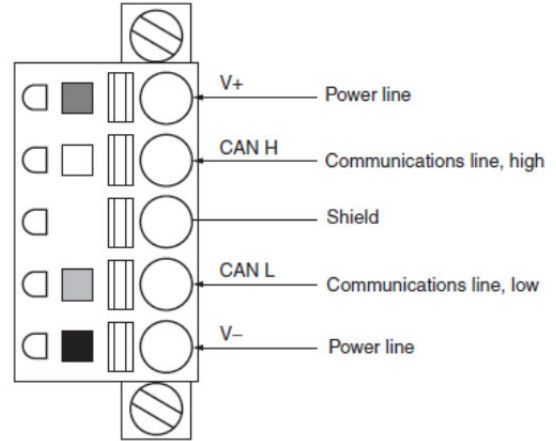 V+
Power line
CAN H
Communications line, high
Shield
CAN L
Communications line, low
V–
Power line